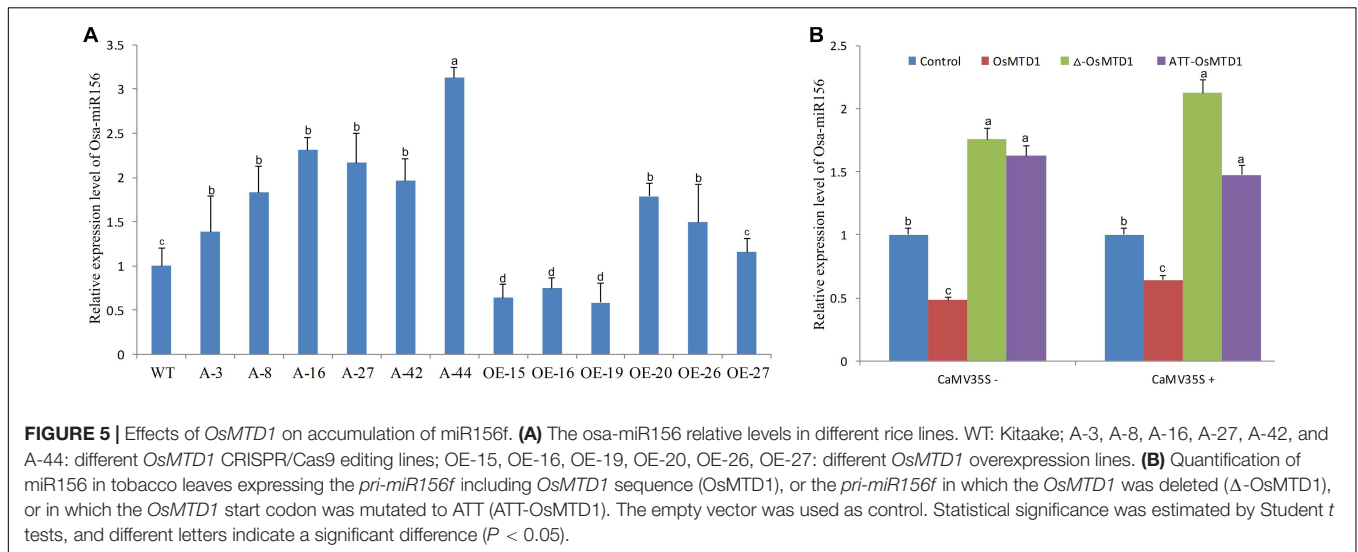 A
Relative expression level of Osa-miR156
3.5
3
2.5
2
1.5
1
0.5
0
c
b
b
b
b
b
a
d
d
d
b
b
c
WT A-3 A-8 A-16 A-27 A-42 A-44 OE-15 OE-16 OE-19 OE-20 OE-26 OE-27
B
Relative expression level of Osa-miR156
2.5
2
1.5
1
0.5
0
Control OsMTD1 Δ-OsMTD1 ATT-OsMTD1
b
c
a
a
b
c
a
a
CaMV35S - CaMV35S +
FIGURE 5 | Effects of OsMTD1 on accumulation of miR156f. (A) The osa-miR156 relative levels in different rice lines. WT: Kitaake; A-3, A-8, A-16, A-27, A-42, and
A-44: different OsMTD1 CRISPR/Cas9 editing lines; OE-15, OE-16, OE-19, OE-20, OE-26, OE-27: different OsMTD1 overexpression lines. (B) Quantification of
miR156 in tobacco leaves expressing the pri-miR156f including OsMTD1 sequence (OsMTD1), or the pri-miR156f in which the OsMTD1 was deleted (Δ-OsMTD1),
or in which the OsMTD1 start codon was mutated to ATT (ATT-OsMTD1). The empty vector was used as control. Statistical significance was estimated by Student t
tests, and different letters indicate a significant difference (P < 0.05).